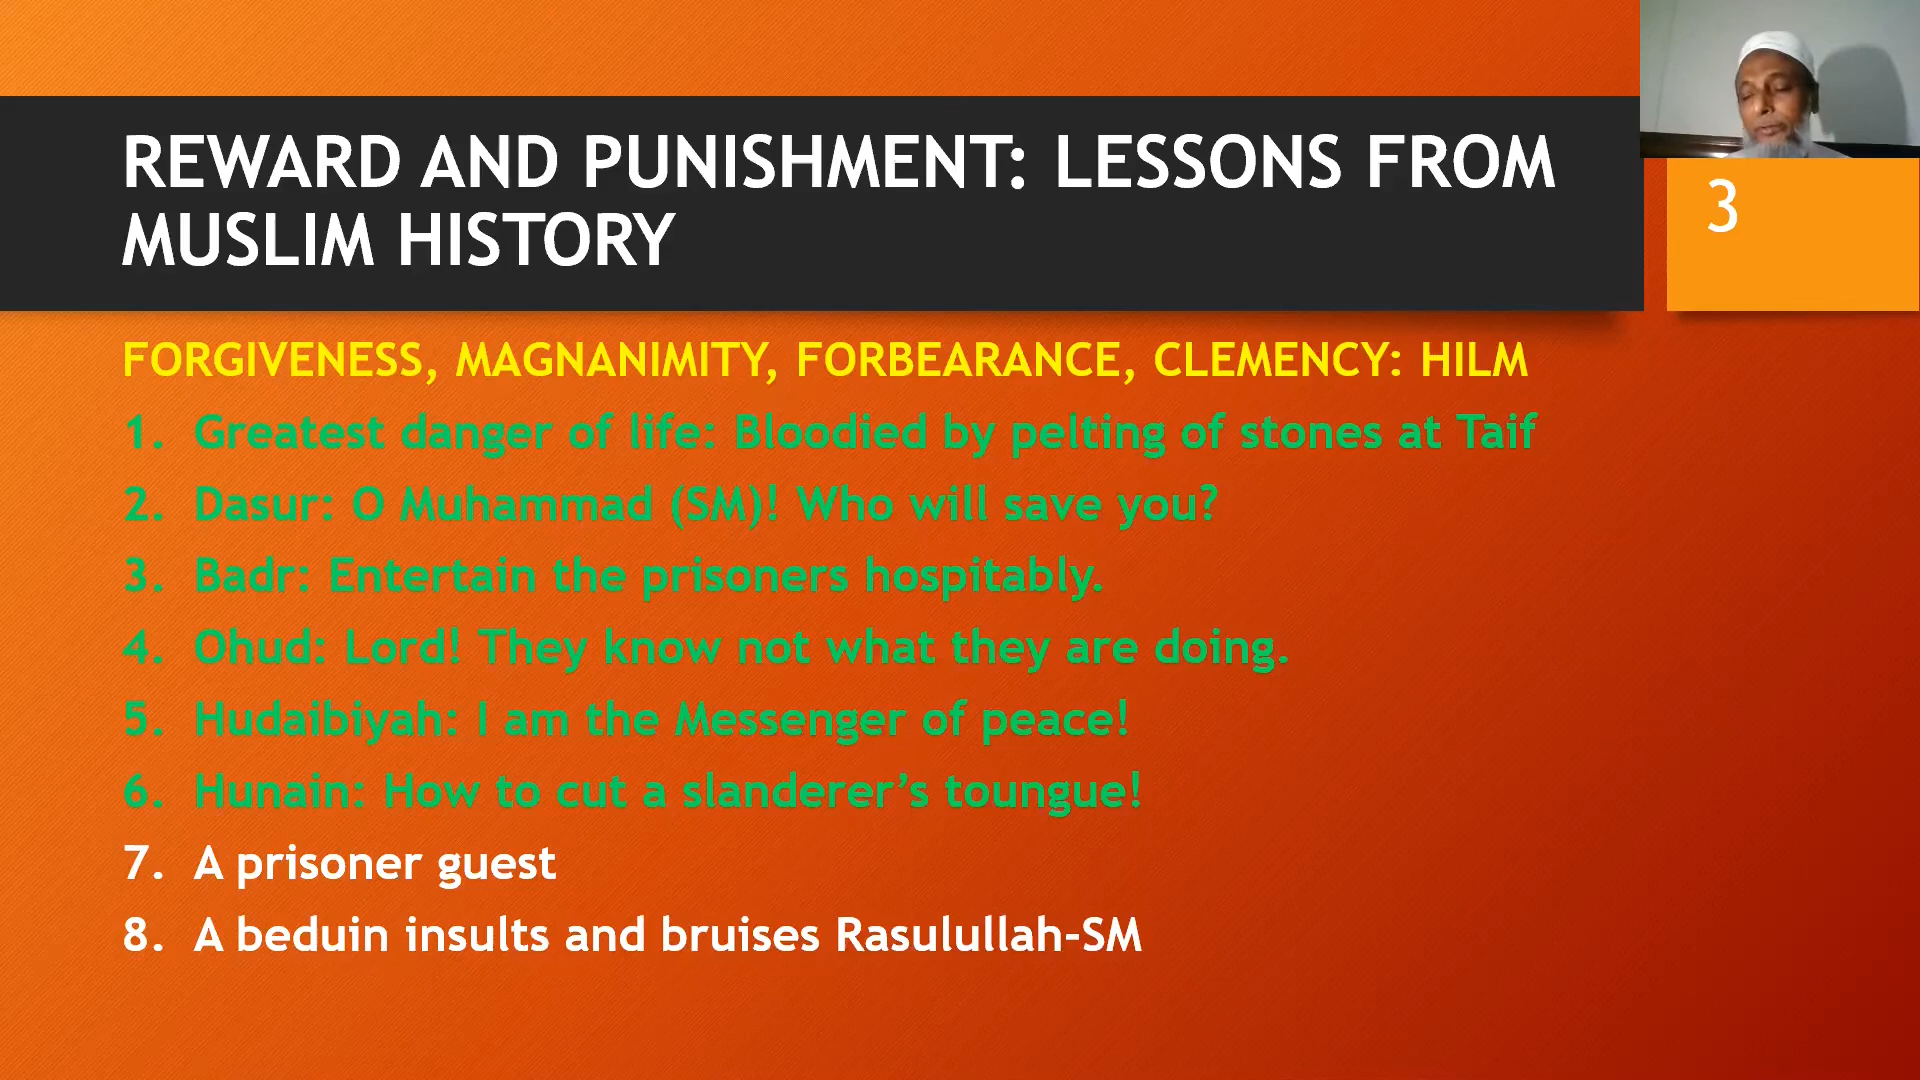 REWARD AND PUNISHMENT: LESSONS FROM
MUSLIM HISTORY
3
FORGIVENESS, MAGNANIMITY, FORBEARANCE, CLEMENCY: HILM
1. Greatest danger of life: Bloodied by pelting of stones at Taif
2. Dasur: O Muhammad (SM)! Who will save you?
3. Badr: Entertain the prisoners hospitably.
4. Ohud: Lord! They know not what they are doing.
5. Hudaibiyah: I am the Messenger of peace!
6. Hunain: How to cut a slanderer’s toungue!
7. A prisoner guest
8. A beduin insults and bruises Rasulullah-SM